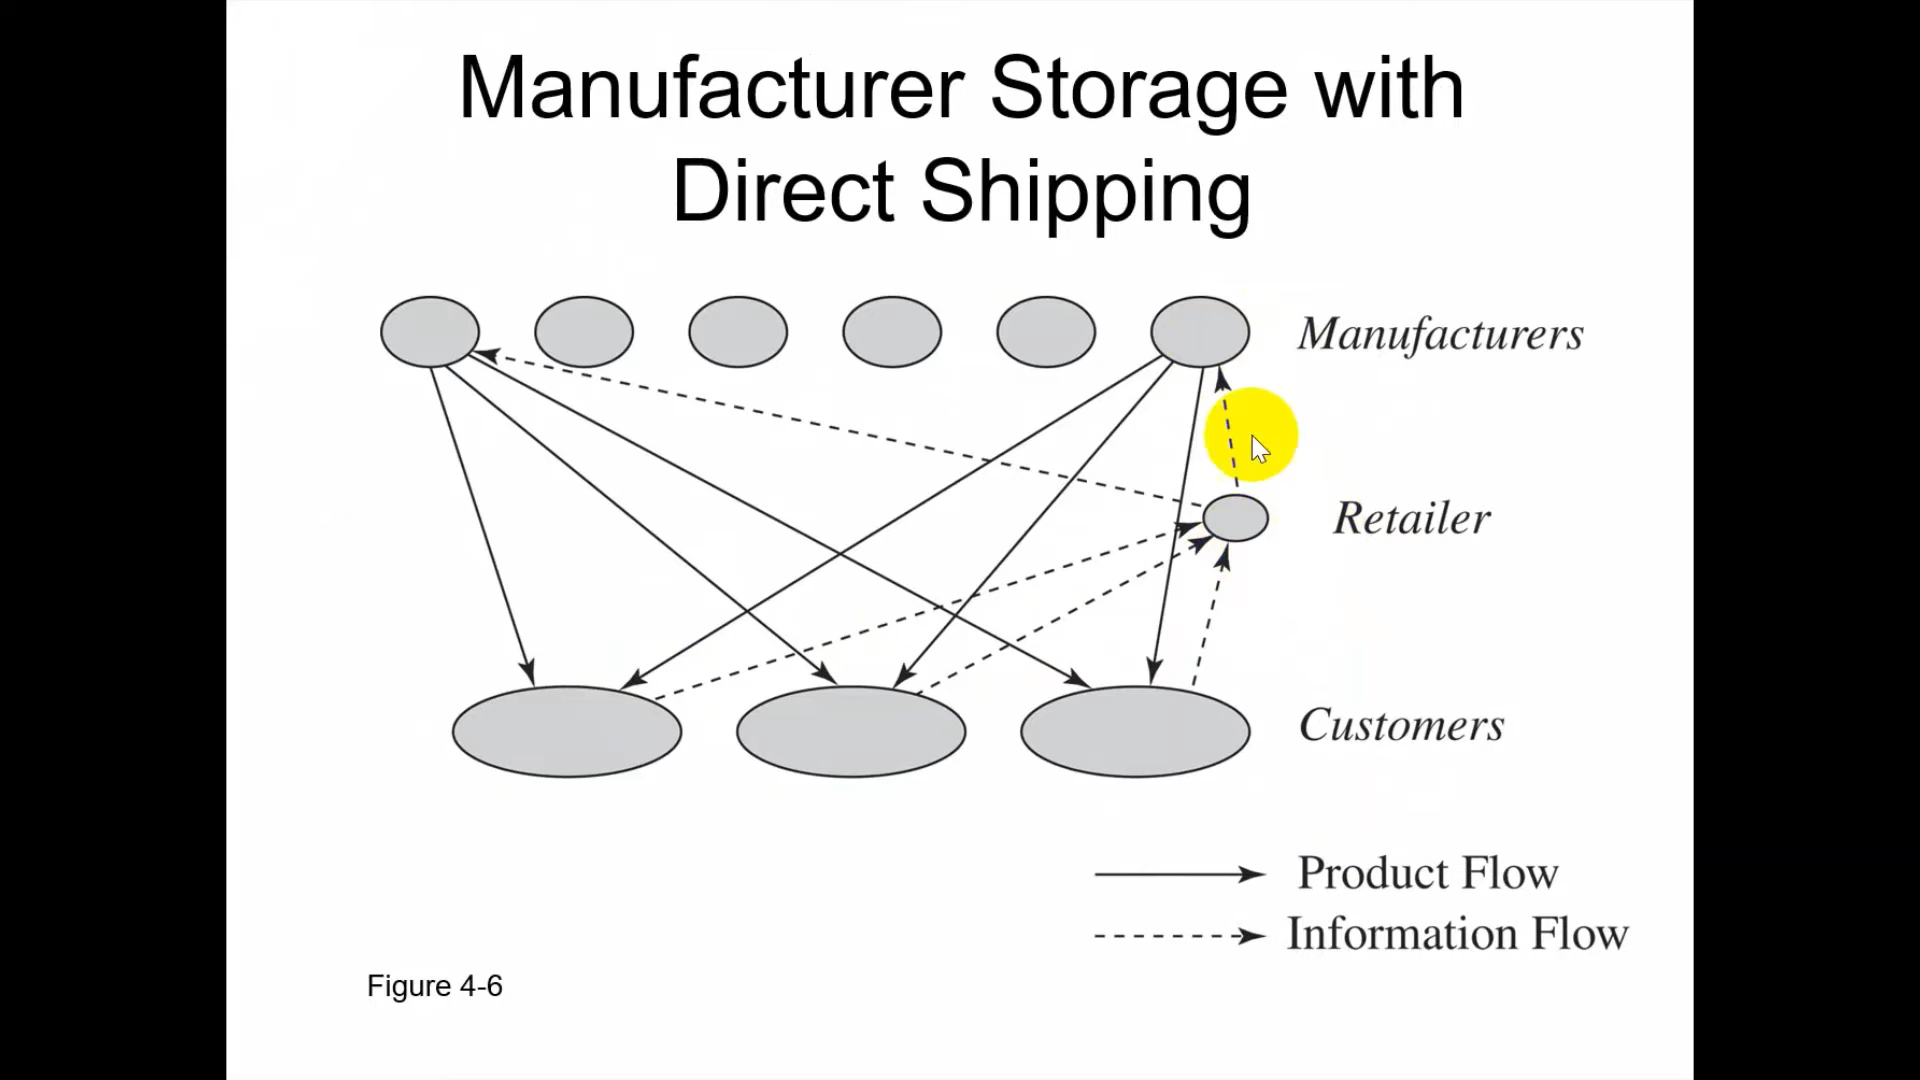 Manufacturer Storage with
Direct Shipping
Manufacturers
Retailer
Customers
Product Flow
Information Flow
Figure 4-6